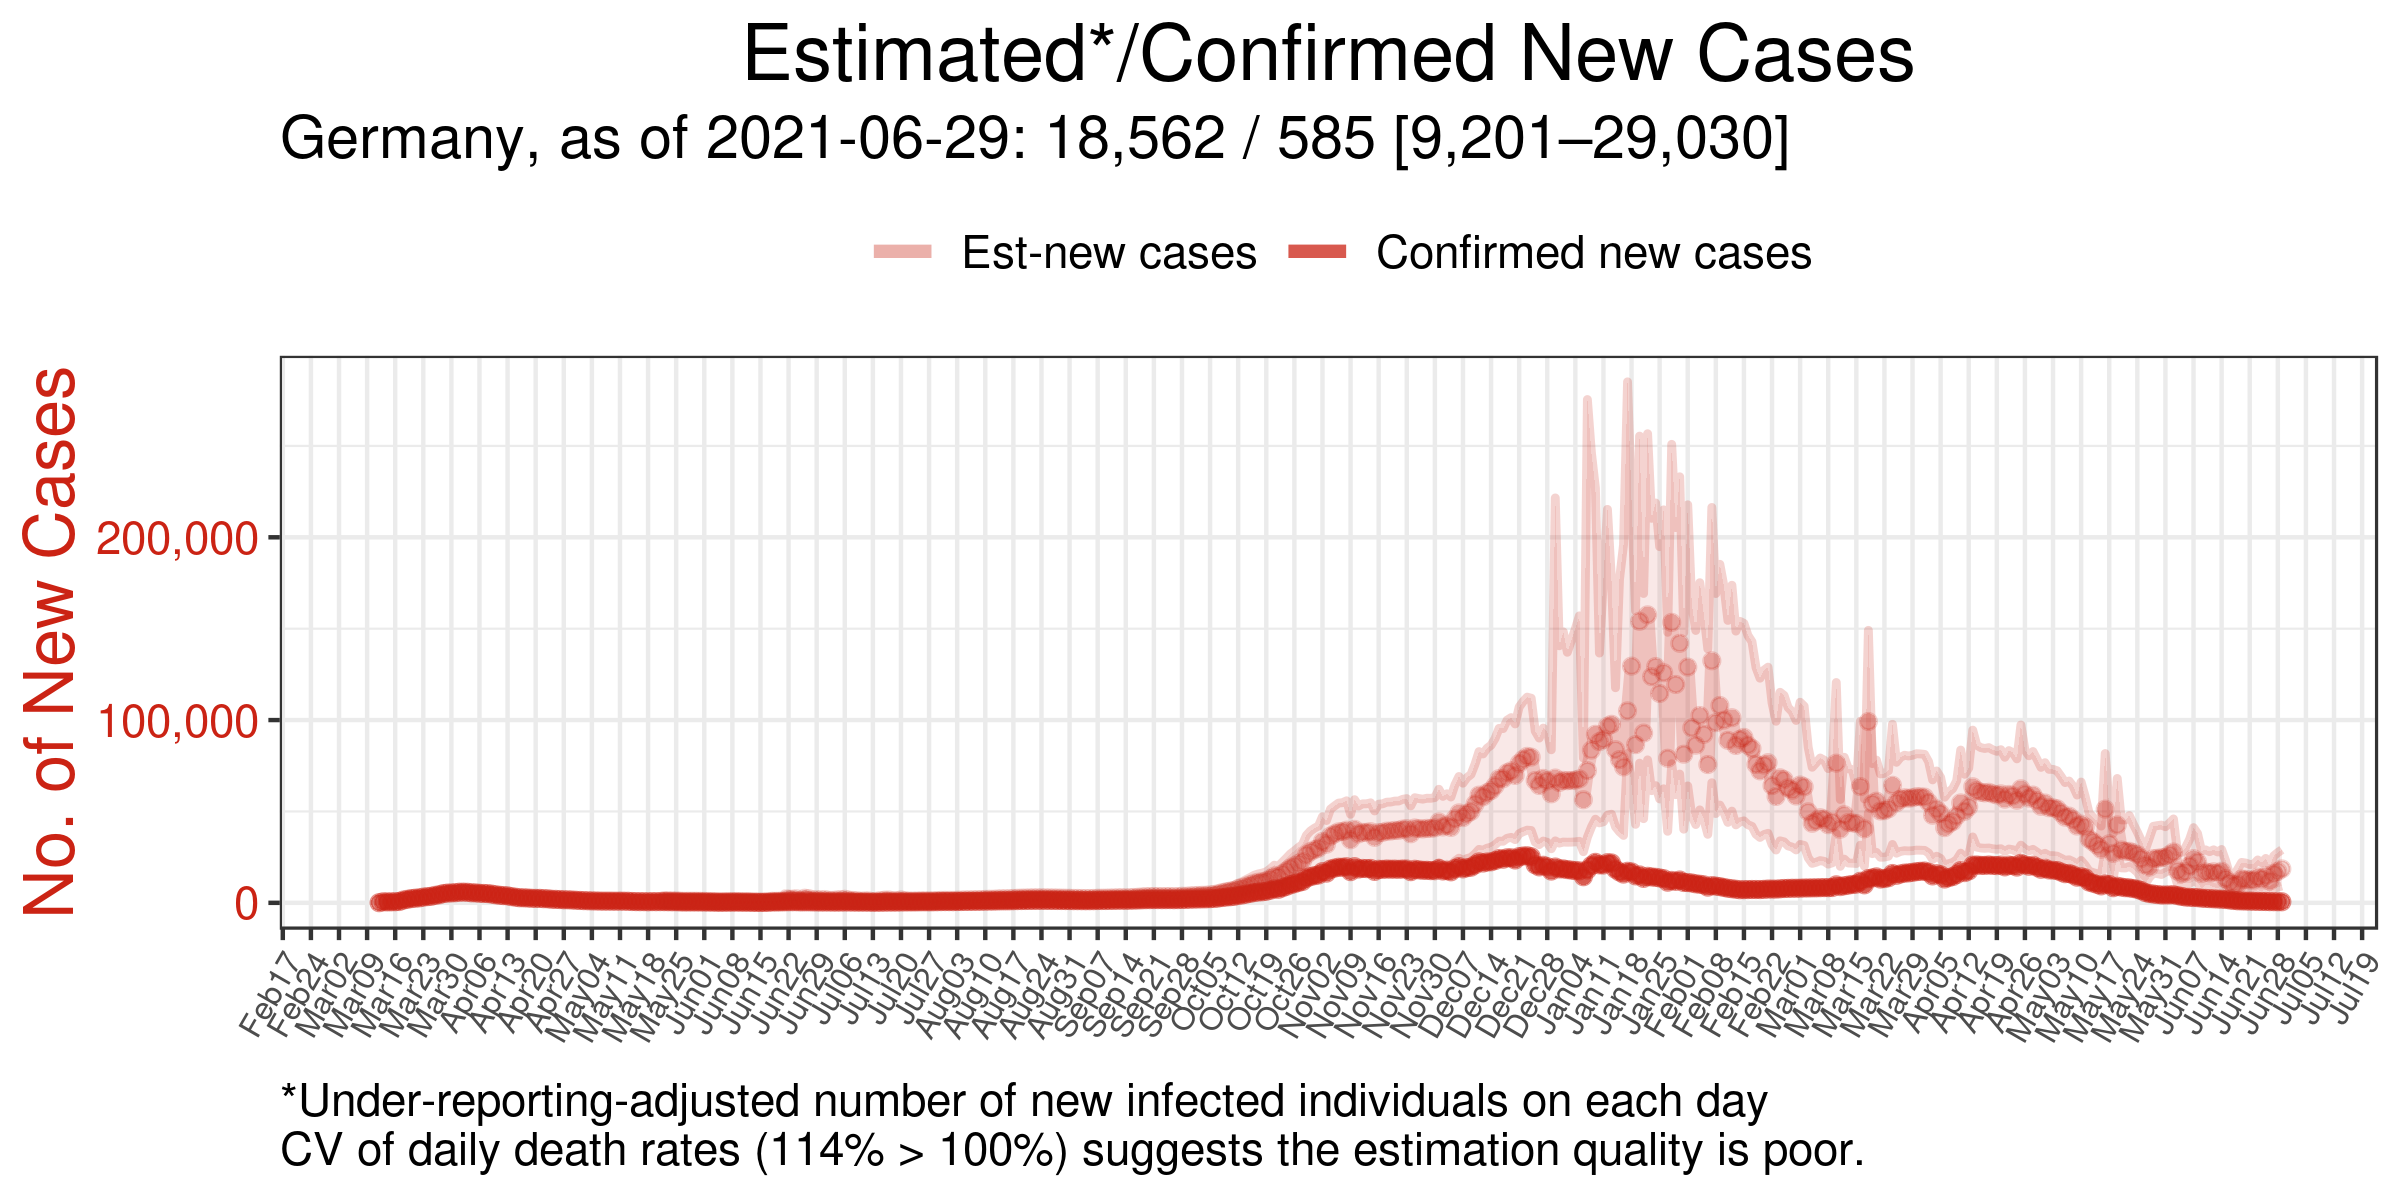 Estimated*/Confirmed New Cases
Germany, as of 2021-06-29: 18,562 / 585 [9,201–29,030]
Est-new cases
Confirmed new cases
No. of New Cases
200,000
100,000
0
Feb17
Feb24
Mar02
Mar09
Mar16
Mar23
Mar30
Apr06
Apr13
Apr20
Apr27
May04
May11
May18
May25
Jun01
Jun08
Jun15
Jun22
Jun29
Jul06
Jul13
Jul20
Jul27
Aug03
Aug10
Aug17
Aug24
Aug31
Sep07
Sep14
Sep21
Sep28
Oct05
Oct12
Oct19
Oct26
Nov02
Nov09
Nov16
Nov23
Nov30
Dec07
Dec14
Dec21
Dec28
Jan04
Jan11
Jan18
Jan25
Feb01
Feb08
Feb15
Feb22
Mar01
Mar08
Mar15
Mar22
Mar29
Apr05
Apr12
Apr19
Apr26
May03
May10
May17
May24
May31
Jun07
Jun14
Jun21
Jun28
Jul05
Jul12
Jul19
*Under-reporting-adjusted number of new infected individuals on each day
CV of daily death rates (114% > 100%) suggests the estimation quality is poor.